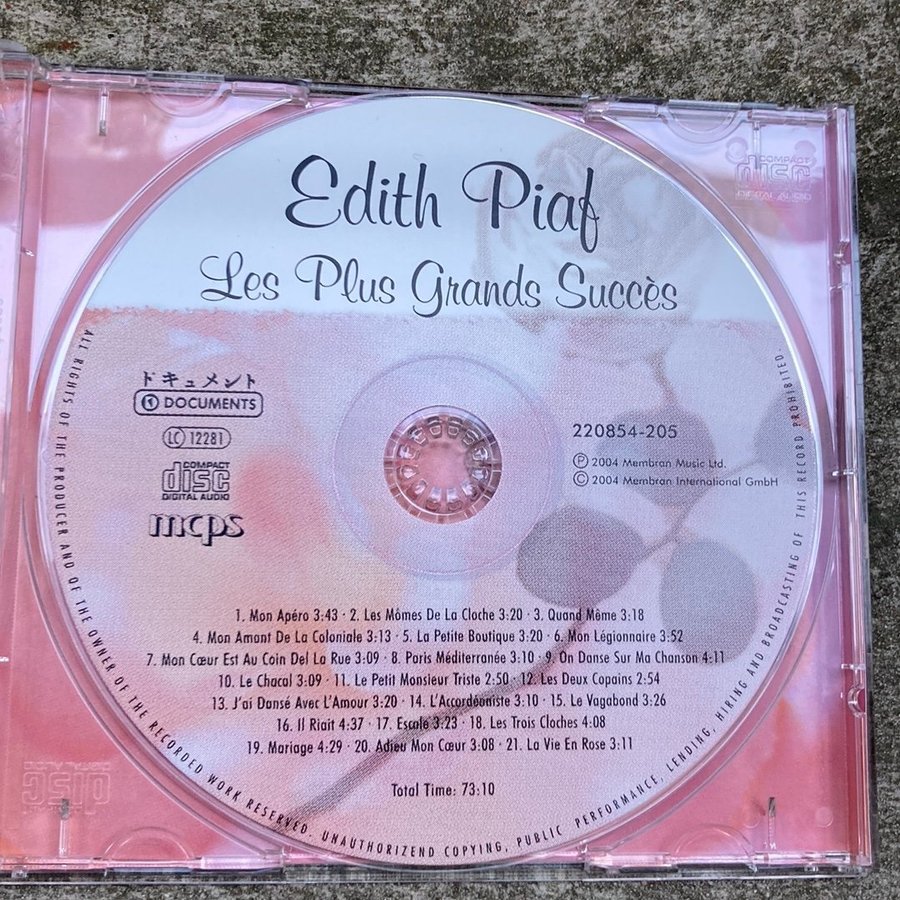 Edith Piaf
Les Plus Grands Succès
COMPACT
disc
DIGITAL AUDIO
ドキュメント
DOCUMENTS
LC 12281
COMPACT
disc
DIGITAL AUDIO
mcps
220854-205
Ⓟ 2004 Membran Music Ltd.
© 2004 Membran International GmbH
1. Mon Apéro 3:43 · 2. Les Mômes De La Cloche 3:20 · 3. Quand Même 3:18
4. Mon Amant De La Coloniale 3:13 · 5. La Petite Boutique 3:20 · 6. Mon Légionnaire 3:52
7. Mon Cœur Est Au Coin Del La Rue 3:09 · 8. Paris Méditerranée 3:10 · 9. On Danse Sur Ma Chanson 4:11
10. Le Chacal 3:09 · 11. Le Petit Monsieur Triste 2:50 · 12. Les Deux Copains 2:54
13. J'ai Dansé Avec L'Amour 3:20 · 14. L'Accordéoniste 3:10 · 15. Le Vagabond 3:26
16. Il Riait 4:37 · 17. Escale 3:23 · 18. Les Trois Cloches 4:08
19. Mariage 4:29 · 20. Adieu Mon Cœur 3:08 · 21. La Vie En Rose 3:11
Total Time: 73:10
ALL RIGHTS OF THE PRODUCER AND OF THE OWNER OF THE RECORDED WORK RESERVED. UNAUTHORIZEND COPYING, PUBLIC PERFORMANCE, LENDING, HIRING AND BROADCASTING OF THIS RECORD PROHIBITED.